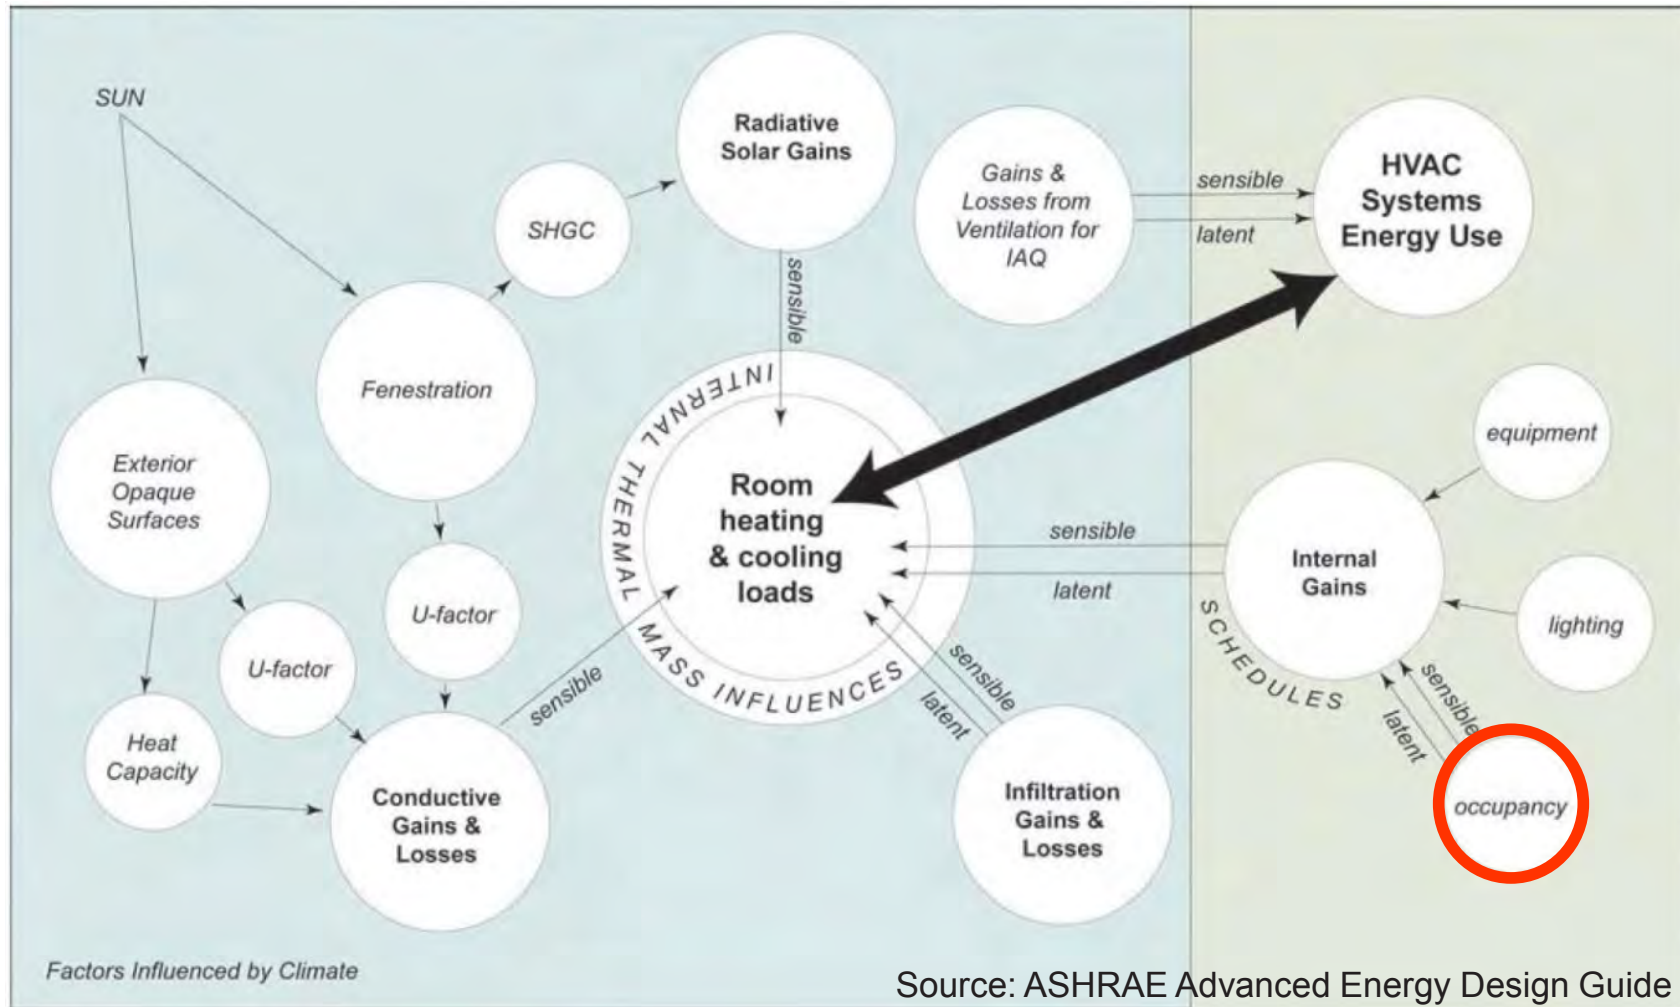 SUN
Radiative
Solar Gains
SHGC
sensible
Gains &
Losses from
Ventilation for
IAQ
sensible
latent
HVAC
Systems
Energy Use
Fenestration
Exterior
Opaque
Surfaces
U-factor
U-factor
Heat
Capacity
Conductive
Gains &
Losses
sensible
INTERNAL THERMAL MASS INFLUENCES
Room
heating
& cooling
loads
sensible
latent
sensible
latent
Infiltration
Gains &
Losses
Internal
Gains
SCHEDULES
equipment
lighting
sensible
latent
occupancy
Factors Influenced by Climate
Source: ASHRAE Advanced Energy Design Guide